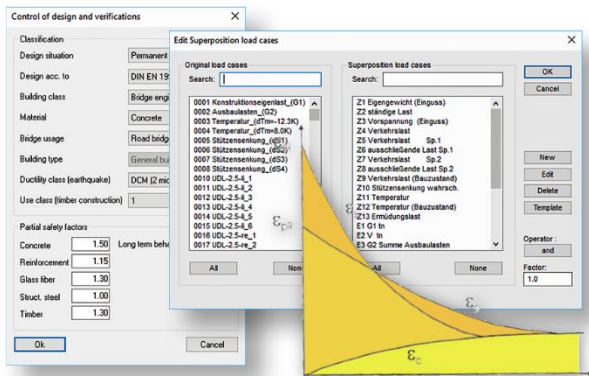 Control of design and verifications
Classification
Design situation Permanent
Design acc. to DIN EN 19
Building class Bridge engi
Material Concrete
Bridge usage Road bridg
Building type General bu
Ductility class (earthquake) DCM (2 mic
Use class (timber construction) 1
Partial safety factors
Concrete 1.50 Long term beha
Reinforcement 1.15
Glass fiber 1.30
Struct. steel 1.00
Timber 1.30
Ok Cancel
Edit Superposition load cases
Original load cases
Search:
0001 Konstruktionseigenlast_(G1)
0002 Ausbaulasten_(G2)
0003 Temperatur_(dTm=-12.3K)
0004 Temperatur_(dTm=8.0K)
0005 Stützensenkung_(dS1)
0006 Stützensenkung_(dS2)
0007 Stützensenkung_(dS3)
0008 Stützensenkung_(dS4)
0010 UDL-2.5-li_1
0011 UDL-2.5-li_2
0012 UDL-2.5-li_3
0013 UDL-2.5-li_4
0014 UDL-2.5-li_5
0015 UDL-2.5-li_6
0016 UDL-2.5-re_1
0017 UDL-2.5-re_2
All Non
Superposition load cases
Search:
Z1 Eigengewicht (Einguss)
Z2 ständige Last
Z3 Vorspannung (Einguss)
Z4 Verkehrslast
Z5 Verkehrslast Sp.1
Z6 ausschließende Last Sp.1
Z7 Verkehrslast Sp.2
Z8 ausschließende Last Sp.2
Z9 Verkehrslast (Bauzustand)
Z10 Stützensenkung wahrsch.
Z11 Temperatur
Z12 Temperatur (Bauzustand)
Z13 Ermüdungslast
E1 G1 tn
E2 V tn
E3 G2 Summe Ausbaulasten
All None
OK
Cancel
New
Edit
Delete
Template
Operator :
and
Factor:
1.0
εpR
εp
εc